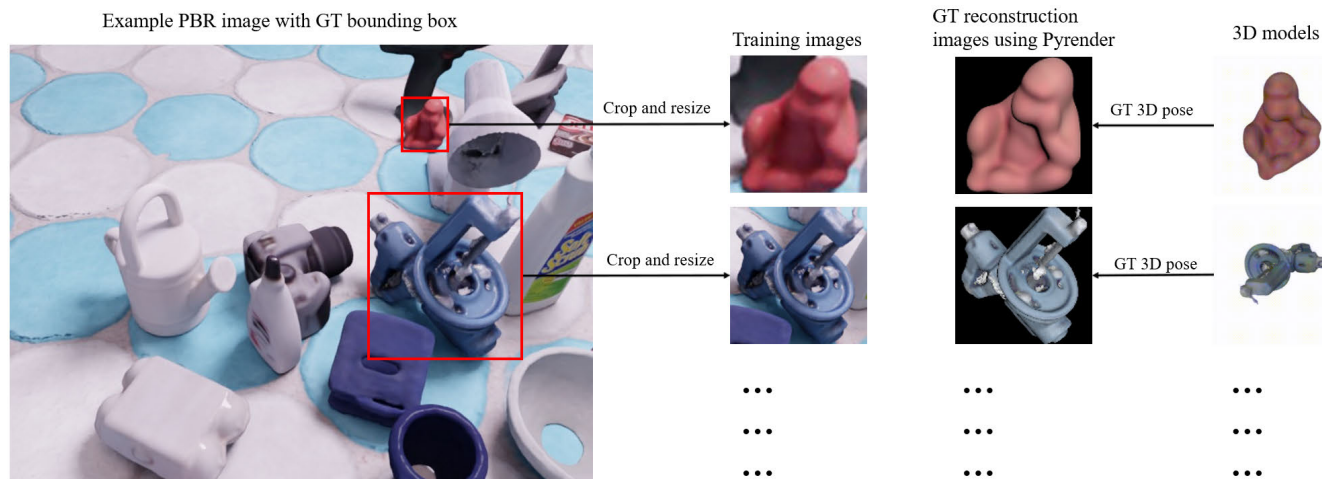 Example PBR image with GT bounding box
Training images
GT reconstruction
images using Pyrender
3D models
Crop and resize
GT 3D pose
Crop and resize
GT 3D pose